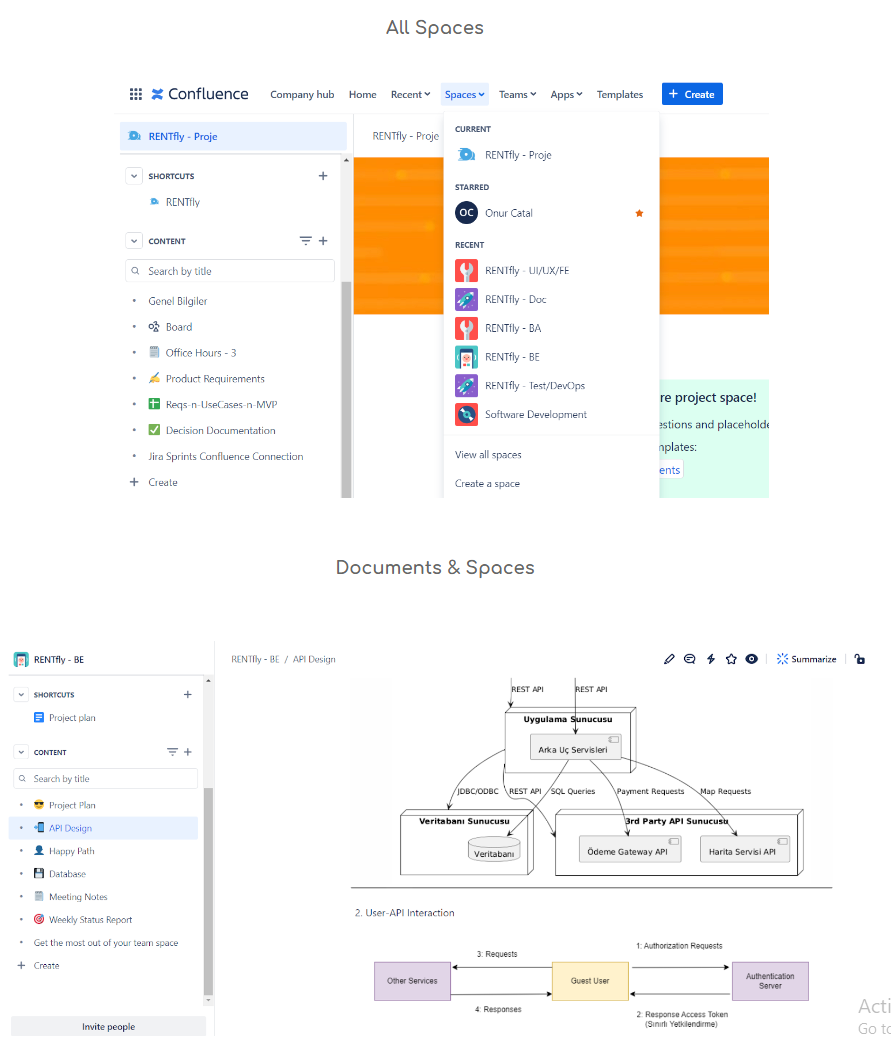 All Spaces
Confluence Company hub Home Recent Spaces Teams Apps Templates + Create
RENTfly - Proje
SHORTCUTS
RENTfly
CONTENT
Search by title
Genel Bilgiler
Board
Office Hours - 3
Product Requirements
Reqs-n-UseCases-n-MVP
Decision Documentation
Jira Sprints Confluence Connection
+ Create
RENTfly - Proje
CURRENT
RENTfly - Proje
STARRED
OC Onur Catal
RECENT
RENTfly - UI/UX/FE
RENTfly - Doc
RENTfly - BA
RENTfly - BE
RENTfly - Test/DevOps
Software Development
View all spaces
Create a space
re project space!
estions and placeholde
mplates:
ents
Documents & Spaces
RENTfly - BE
SHORTCUTS
Project plan
CONTENT
Search by title
Project Plan
API Design
Happy Path
Database
Meeting Notes
Weekly Status Report
Get the most out of your team space
+ Create
Invite people
RENTfly - BE / API Design
Summarize
REST API REST API
Uygulama Sunucusu
Arka Uç Servisleri
JDBC/ODBC REST API SQL Queries Payment Requests Map Requests
Veritabanı Sunucusu
Veritabanı
3rd Party API Sunucusu
Ödeme Gateway API
Harita Servisi API
2. User-API Interaction
3: Requests
1: Authorization Requests
Other Services
Guest User
Authentication
Server
4: Responses
2: Response Access Token
(Sınırlı Yetkilendirme)
Acti
Go to